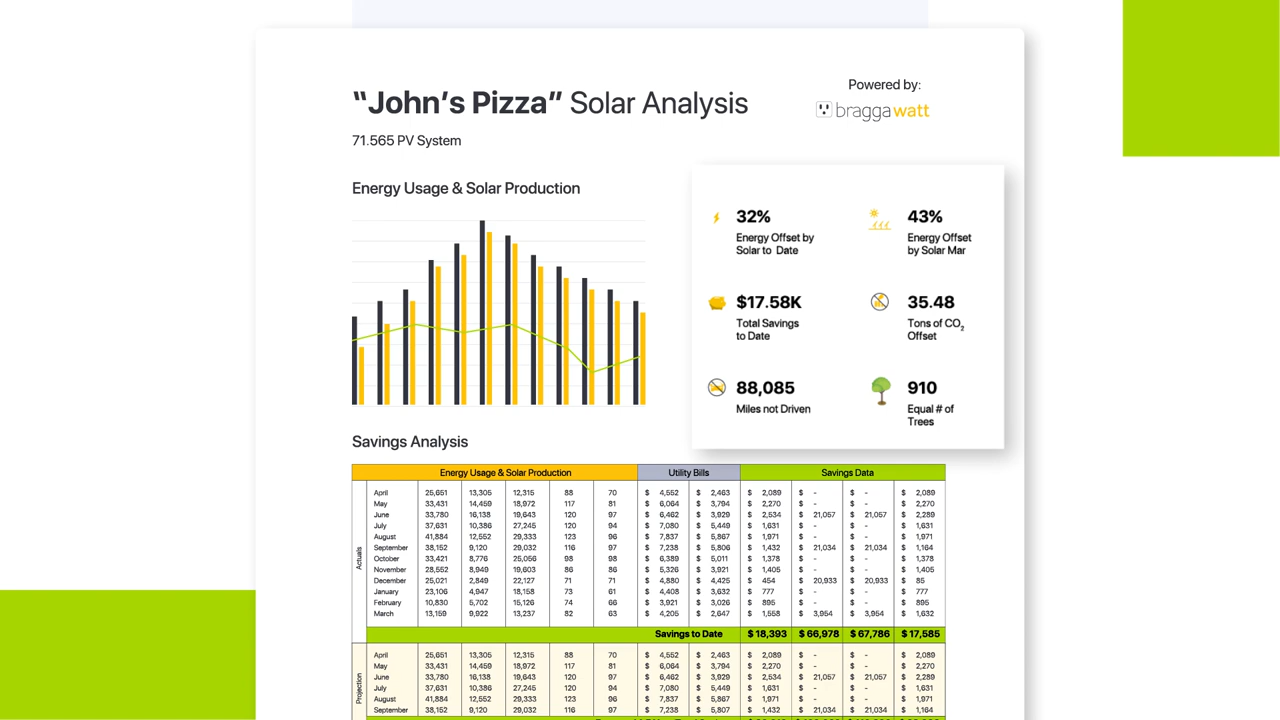 Powered by:
“John’s Pizza” Solar Analysis
braggawatt
71.565 PV System
Energy Usage & Solar Production
32%
Energy Offset by
Solar to Date
43%
Energy Offset
by Solar Mar
$17.58K
Total Savings
to Date
35.48
Tons of CO2
Offset
88,085
Miles not Driven
910
Equal # of
Trees
Savings Analysis
Energy Usage & Solar Production Utility Bills Savings Data
Actuals
April 25,651 13,305 12,315 88 70 $ 4,552 $ 2,463 $ 2,089 $ - $ - $ 2,089
May 33,431 14,459 18,972 117 81 $ 6,064 $ 3,794 $ 2,270 $ - $ - $ 2,270
June 33,780 16,138 19,643 120 97 $ 6,462 $ 3,929 $ 2,534 $ 21,057 $ 21,057 $ 2,289
July 37,631 10,386 27,245 120 94 $ 7,080 $ 5,449 $ 1,631 $ - $ - $ 1,631
August 41,884 12,552 29,333 123 96 $ 7,837 $ 5,867 $ 1,971 $ - $ - $ 1,971
September 38,152 9,120 29,032 116 97 $ 7,238 $ 5,806 $ 1,432 $ 21,034 $ 21,034 $ 1,164
October 33,421 8,776 25,056 98 98 $ 6,389 $ 5,011 $ 1,378 $ - $ - $ 1,378
November 28,552 8,949 19,603 86 86 $ 5,326 $ 3,921 $ 1,405 $ - $ - $ 1,405
December 25,021 2,849 22,127 71 71 $ 4,880 $ 4,425 $ 454 $ 20,933 $ 20,933 $ 85
January 23,106 4,947 18,158 73 61 $ 4,408 $ 3,632 $ 777 $ - $ - $ 777
February 10,830 5,702 15,126 74 66 $ 3,921 $ 3,026 $ 895 $ - $ - $ 895
March 13,159 9,922 13,237 82 63 $ 4,205 $ 2,647 $ 1,558 $ 3,954 $ 3,954 $ 1,632
Savings to Date $ 18,393 $ 66,978 $ 67,786 $ 17,585
Projection
April 25,651 13,305 12,315 88 70 $ 4,552 $ 2,463 $ 2,089 $ - $ - $ 2,089
May 33,431 14,459 18,972 117 81 $ 6,064 $ 3,794 $ 2,270 $ - $ - $ 2,270
June 33,780 16,138 19,643 120 97 $ 6,462 $ 3,929 $ 2,534 $ 21,057 $ 21,057 $ 2,289
July 37,631 10,386 27,245 120 94 $ 7,080 $ 5,449 $ 1,631 $ - $ - $ 1,631
August 41,884 12,552 29,333 123 96 $ 7,837 $ 5,867 $ 1,971 $ - $ - $ 1,971
September 38,152 9,120 29,032 116 97 $ 7,238 $ 5,807 $ 1,432 $ 21,034 $ 21,034 $ 1,164